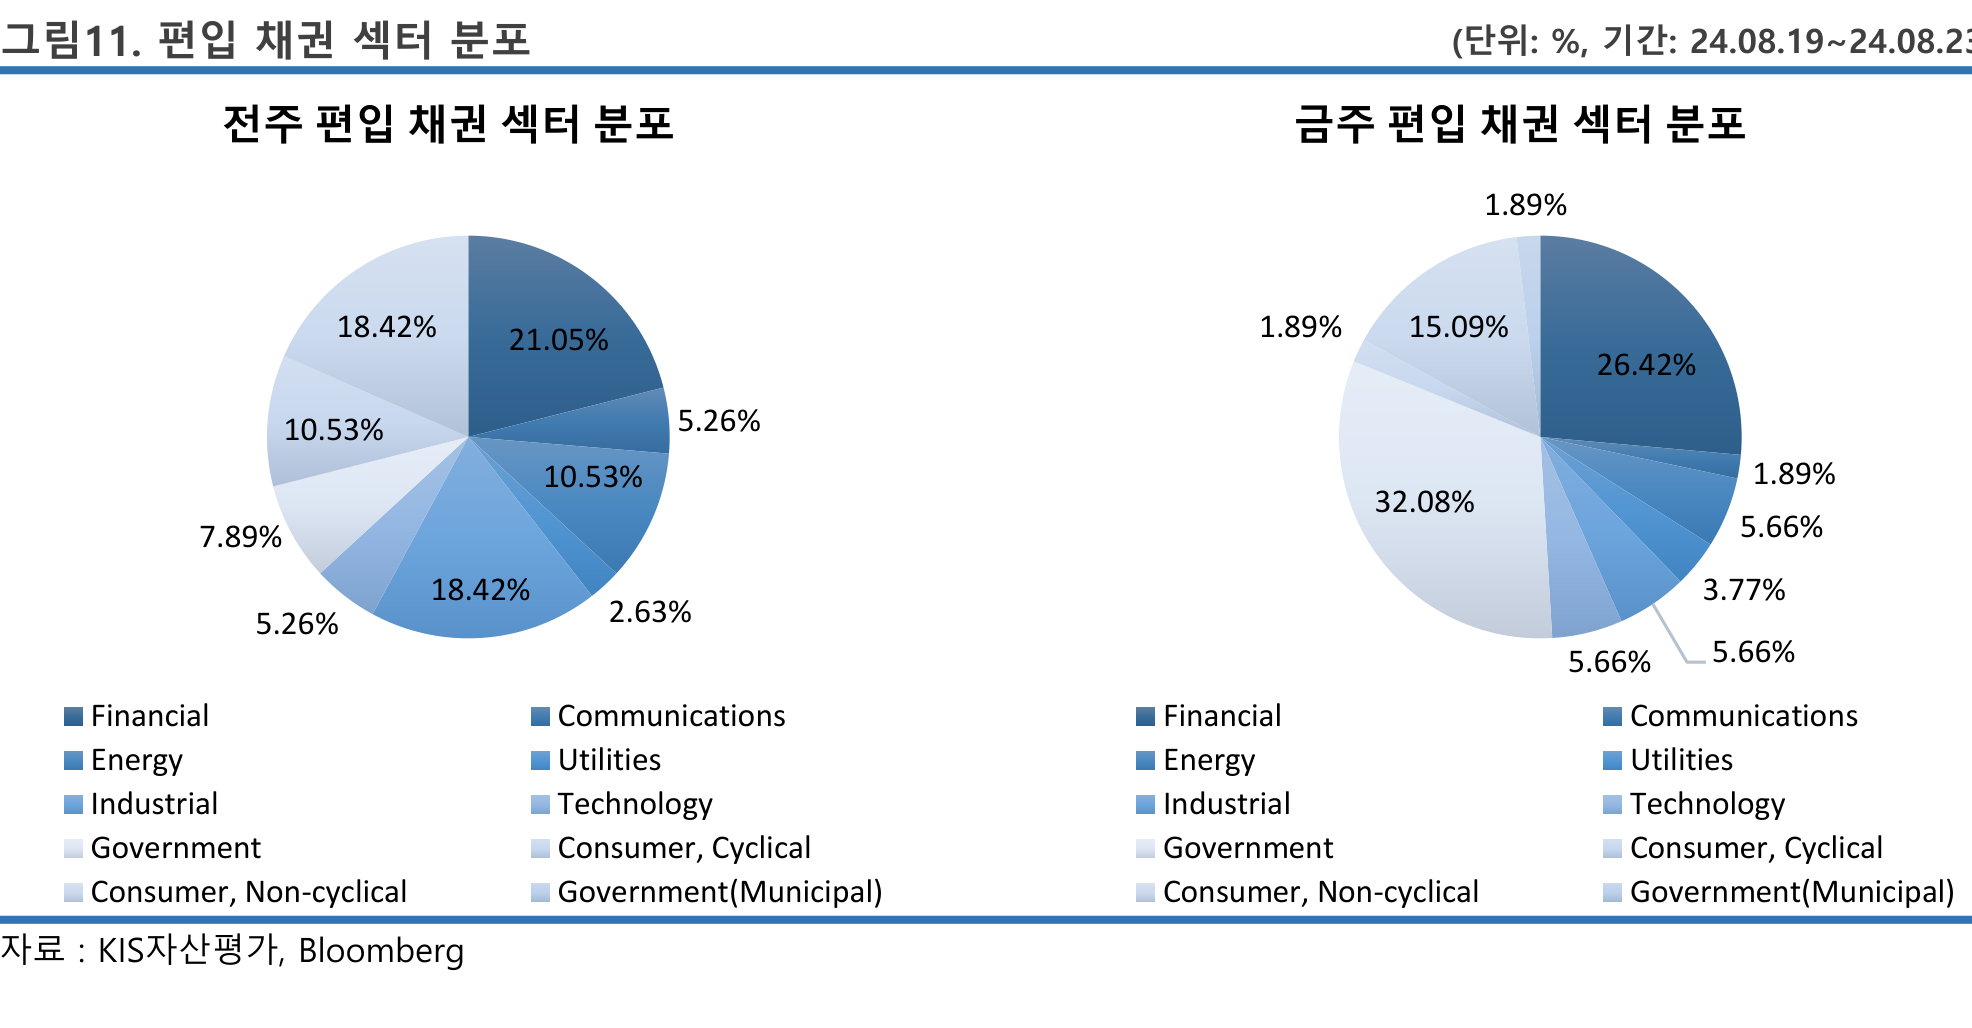 그림11. 편입 채권 섹터 분포
(단위: %, 기간: 24.08.19~24.08.23
전주 편입 채권 섹터 분포
18.42%
21.05%
5.26%
10.53%
10.53%
7.89%
18.42%
2.63%
5.26%
Financial
Communications
Energy
Utilities
Industrial
Technology
Government
Consumer, Cyclical
Consumer, Non-cyclical
Government(Municipal)
금주 편입 채권 섹터 분포
1.89%
1.89%
15.09%
26.42%
1.89%
32.08%
5.66%
3.77%
5.66%
5.66%
Financial
Communications
Energy
Utilities
Industrial
Technology
Government
Consumer, Cyclical
Consumer, Non-cyclical
Government(Municipal)
자료 : KIS자산평가, Bloomberg